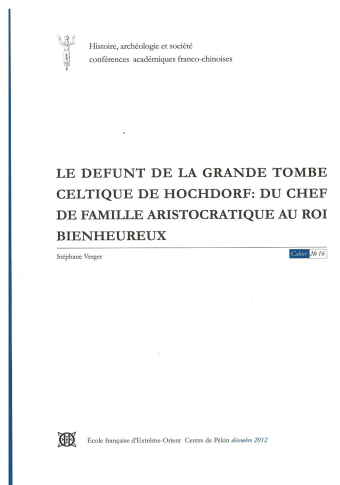 Histoire, archéologie et société
conférences académiques franco-chinoises
LE DEFUNT DE LA GRANDE TOMBE
CELTIQUE DE HOCHDORF: DU CHEF
DE FAMILLE ARISTOCRATIQUE AU ROI
BIENHEUREUX
Stéphane Verger
Cahier № 16
École française d'Extrême-Orient Centre de Pékin décembre 2012